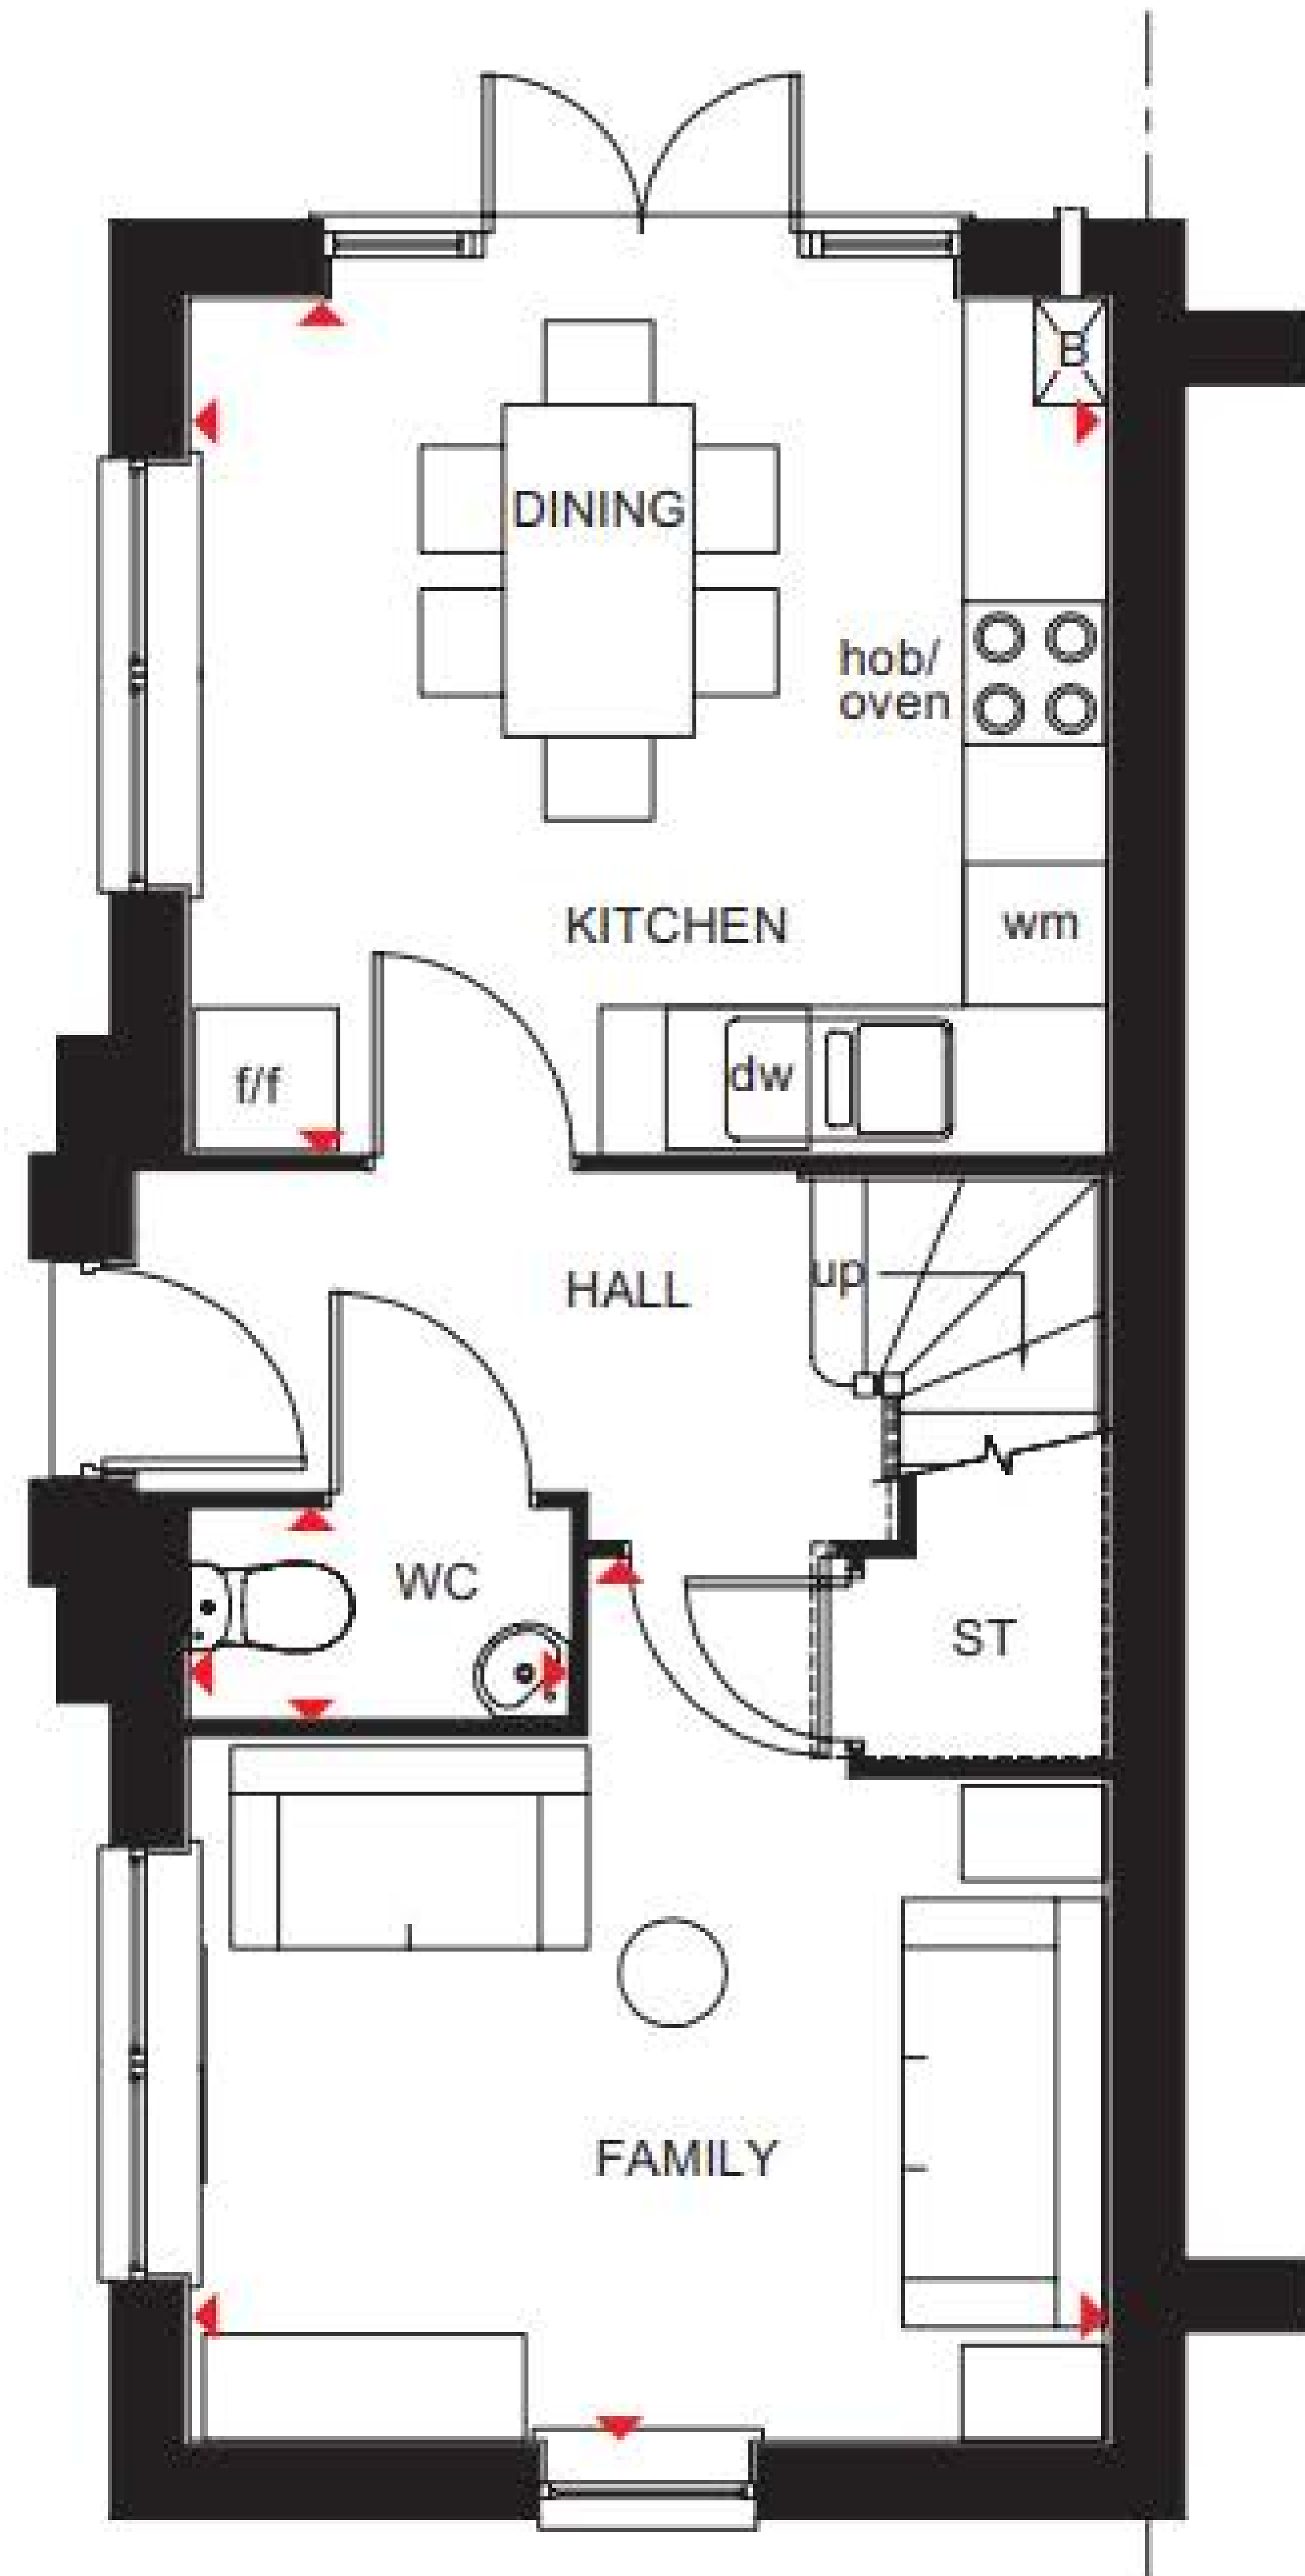 B
DINING
hob/
oven
KITCHEN
wm
f/f
dw
HALL
up
WC
ST
FAMILY